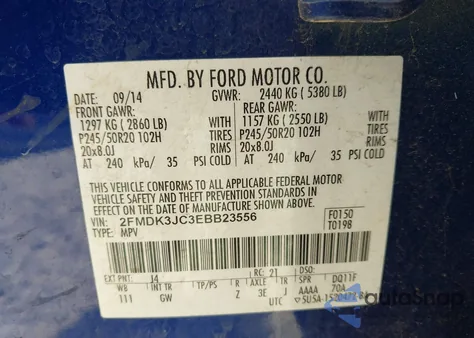 MFD. BY FORD MOTOR CO.
DATE: 09/14 GVWR: 2440 KG ( 5380 LB)
FRONT GAWR: REAR GAWR:
1297 KG ( 2860 LB) WITH 1157 KG ( 2550 LB) WITH
P245/50R20 102H TIRES P245/50R20 102H TIRES
20x8.0J RIMS 20x8.0J RIMS
AT 240 kPa/ 35 PSI COLD AT 240 kPa/ 35 PSI COLD
THIS VEHICLE CONFORMS TO ALL APPLICABLE FEDERAL MOTOR
VEHICLE SAFETY AND THEFT PREVENTION STANDARDS IN EFFECT ON THE DATE OF MANUFACTURE SHOWN ABOVE.
VIN: 2FMDK3JC3EBB23556 F0150
TYPE: MPV T0198
EXT PNT: J4 RC: 21 DSO:
WB INT TR TP/PS R AXLE TR SPR DQ11F
111 GW Z 3E J AAAA 70A
UTC
autoSnap